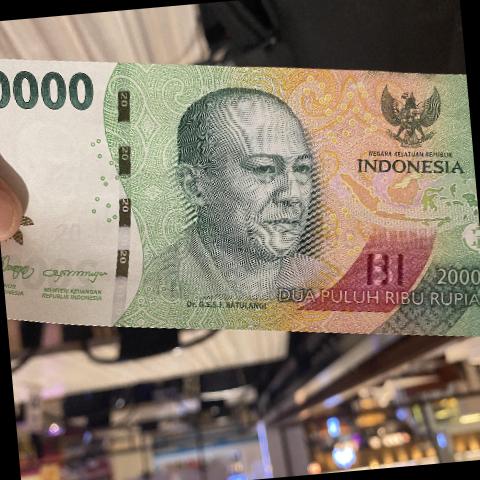 0000
20
20
20
20
NEGARA KESATUAN REPUBLIK
INDONESIA
BI
2000
DUA PULUH RIBU RUPIA
MENTERI KEUANGAN
REPUBLIK INDONESIA
Dr. G.S.S.J. RATULANGI